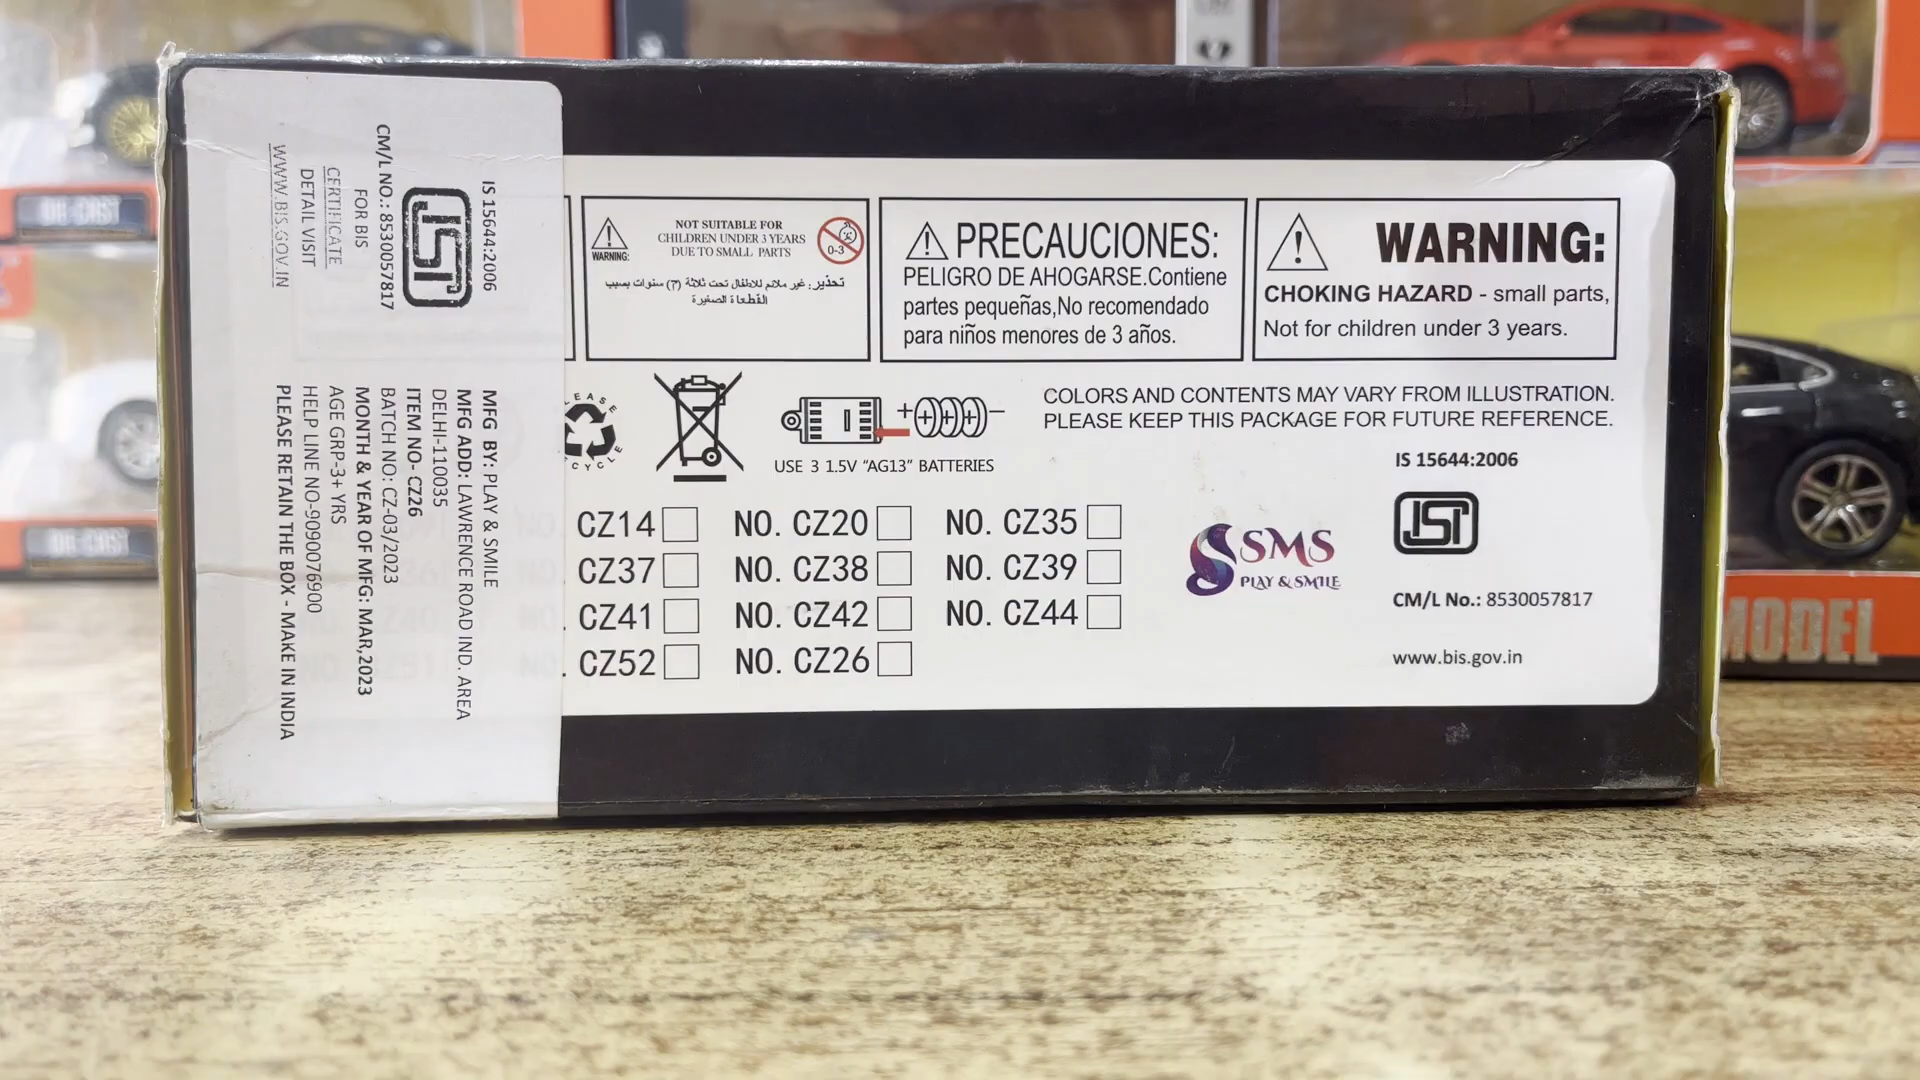 IS 15644:2006
CM/L NO.: 8530057817
FOR BIS
CERTIFICATE
DETAIL VISIT
WWW.BIS.GOV.IN
MFG BY: PLAY & SMILE
MFG ADD: LAWRENCE ROAD IND. AREA
DELHI-110035
ITEM NO- CZ26
BATCH NO: CZ-03/2023
MONTH & YEAR OF MFG: MAR,2023
AGE GRP-3+ YRS
HELP LINE NO-9090076900
PLEASE RETAIN THE BOX - MAKE IN INDIA
WARNING:
NOT SUITABLE FOR
CHILDREN UNDER 3 YEARS
DUE TO SMALL PARTS
0-3
تحذير: غير ملائم للاطفال تحت ثلاثة (٣) سنوات بسبب
القطعا ة الصغيرة
PRECAUCIONES:
PELIGRO DE AHOGARSE.Contiene
partes pequeñas,No recomendado
para niños menores de 3 años.
WARNING:
CHOKING HAZARD - small parts,
Not for children under 3 years.
USE 3 1.5V "AG13" BATTERIES
COLORS AND CONTENTS MAY VARY FROM ILLUSTRATION.
PLEASE KEEP THIS PACKAGE FOR FUTURE REFERENCE.
CZ14 NO. CZ20 NO. CZ35
CZ37 NO. CZ38 NO. CZ39
CZ41 NO. CZ42 NO. CZ44
CZ52 NO. CZ26
SMS
PLAY & SMILE
IS 15644:2006
CM/L No.: 8530057817
www.bis.gov.in
DIE-CAST
DIE-CAST
MODEL